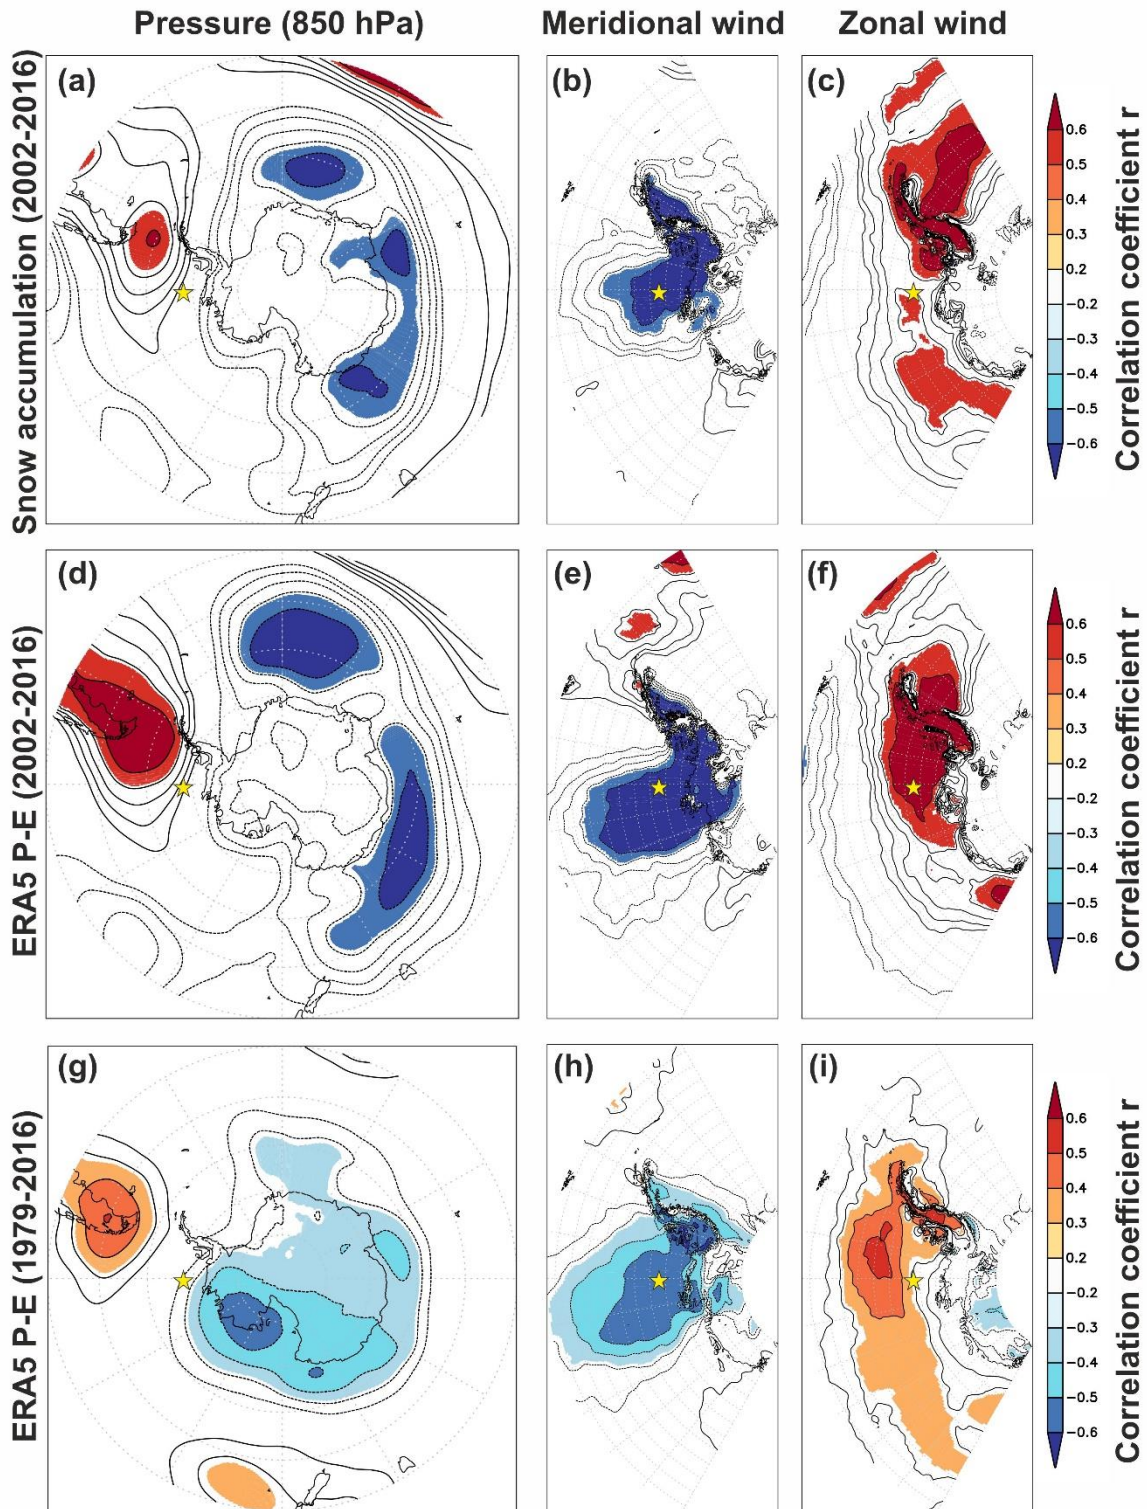 Pressure (850 hPa)
Meridional wind
Zonal wind
Snow accumulation (2002-2016)
(a)
(b)
(c)
0.6
0.5
0.4
0.3
0.2
−0.2
−0.3
−0.4
−0.5
−0.6
Correlation coefficient r
ERA5 P-E (2002-2016)
(d)
(e)
(f)
0.6
0.5
0.4
0.3
0.2
−0.2
−0.3
−0.4
−0.5
−0.6
Correlation coefficient r
ERA5 P-E (1979-2016)
(g)
(h)
(i)
0.6
0.5
0.4
0.3
0.2
−0.2
−0.3
−0.4
−0.5
−0.6
Correlation coefficient r